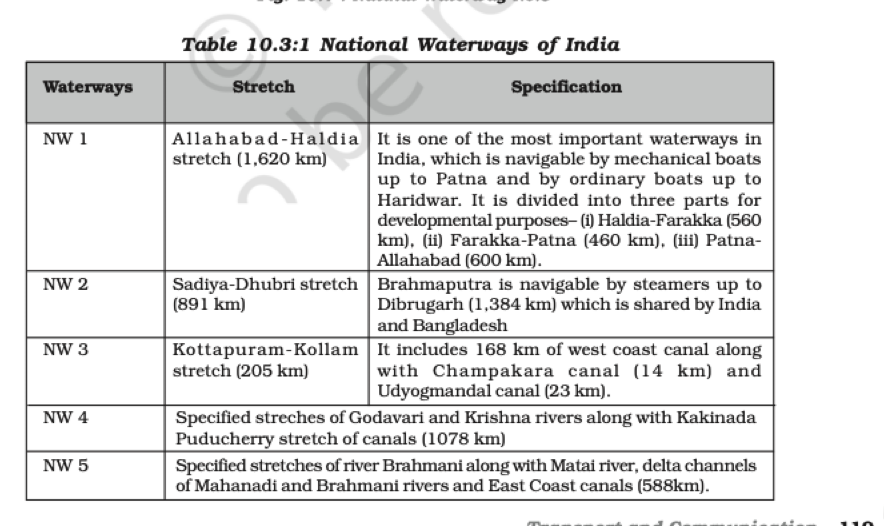 Table 10.3:1 National Waterways of India
Waterways Stretch Specification
NW 1
Allahabad-Haldia
stretch (1,620 km)
It is one of the most important waterways in
India, which is navigable by mechanical boats
up to Patna and by ordinary boats up to
Haridwar. It is divided into three parts for
developmental purposes– (i) Haldia-Farakka (560
km), (ii) Farakka-Patna (460 km), (iii) Patna-
Allahabad (600 km).
NW 2
Sadiya-Dhubri stretch
(891 km)
Brahmaputra is navigable by steamers up to
Dibrugarh (1,384 km) which is shared by India
and Bangladesh
NW 3
Kottapuram-Kollam
stretch (205 km)
It includes 168 km of west coast canal along
with Champakara canal (14 km) and
Udyogmandal canal (23 km).
NW 4
Specified streches of Godavari and Krishna rivers along with Kakinada
Puducherry stretch of canals (1078 km)
NW 5
Specified stretches of river Brahmani along with Matai river, delta channels
of Mahanadi and Brahmani rivers and East Coast canals (588km).
Transport and Communication
© be